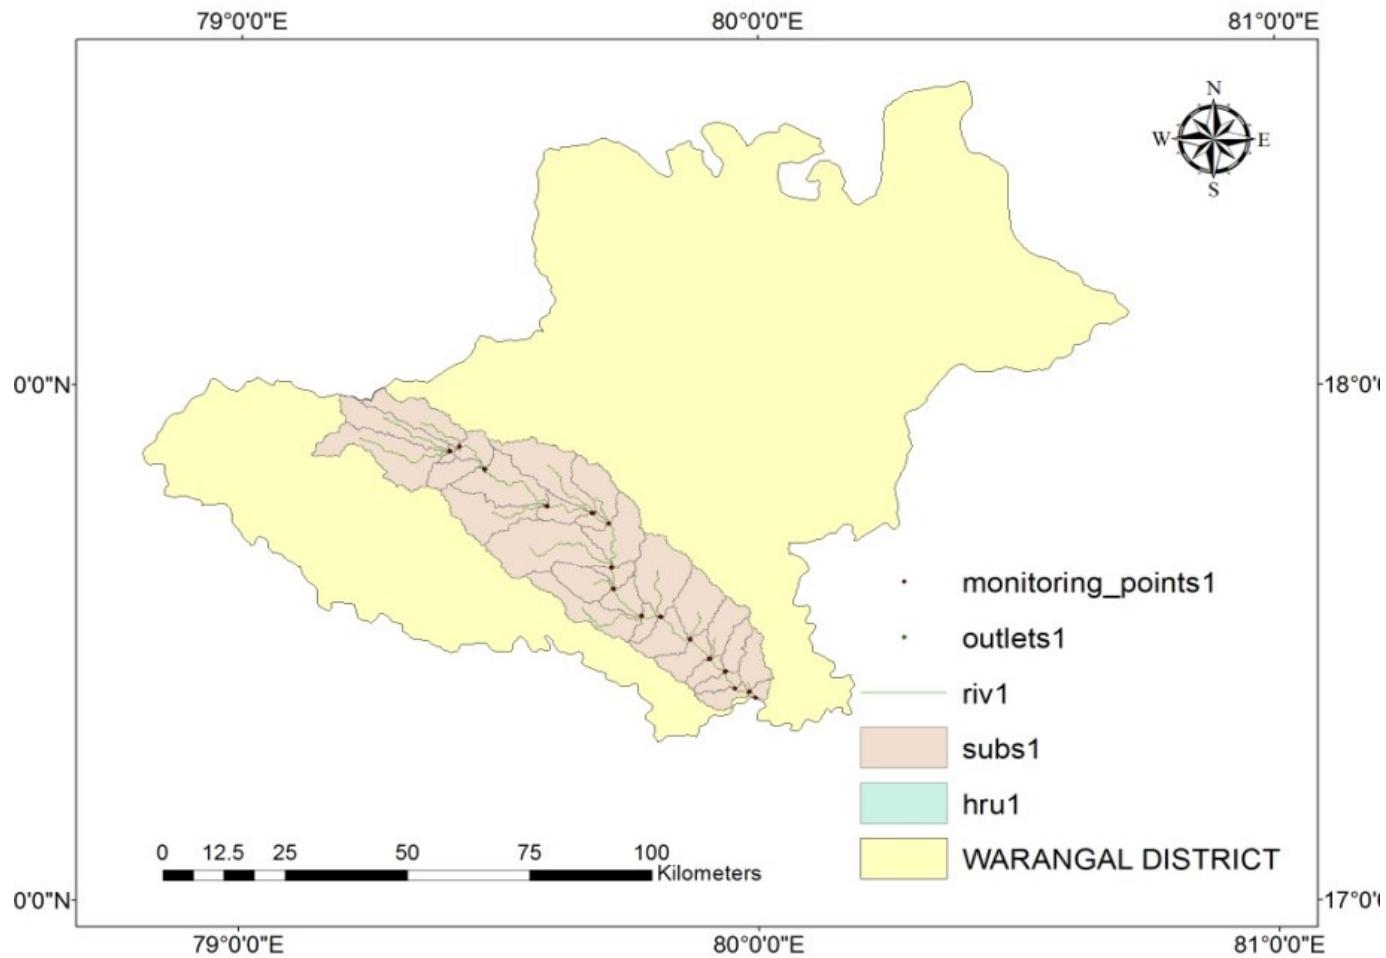 79°0'0"E 80°0'0"E 81°0'0"E
N
W E
S
0'0"N 18°0'0
monitoring_points1
outlets1
riv1
subs1
hru1
WARANGAL DISTRICT
0 12.5 25 50 75 100
Kilometers
0'0"N 17°0'0
79°0'0"E 80°0'0"E 81°0'0"E